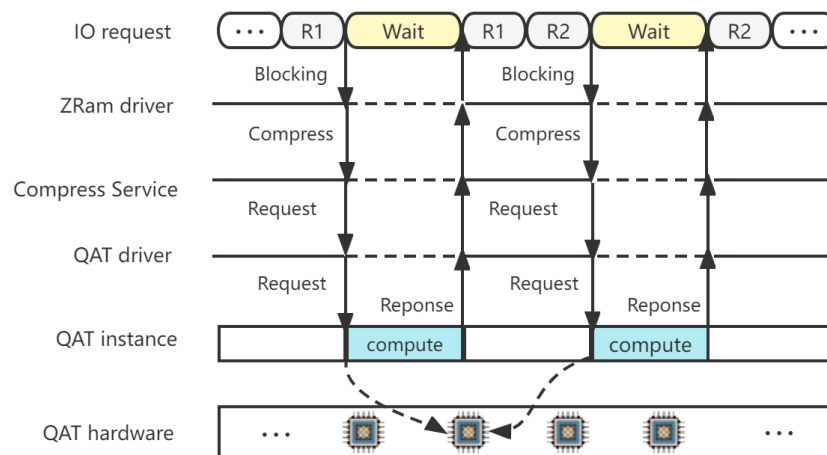 IO request
··· R1 Wait R1 R2 Wait R2 ···
Blocking Blocking
ZRam driver
Compress Compress
Compress Service
Request Request
QAT driver
Request Request
Reponse Reponse
QAT instance
compute compute
QAT hardware
··· ···